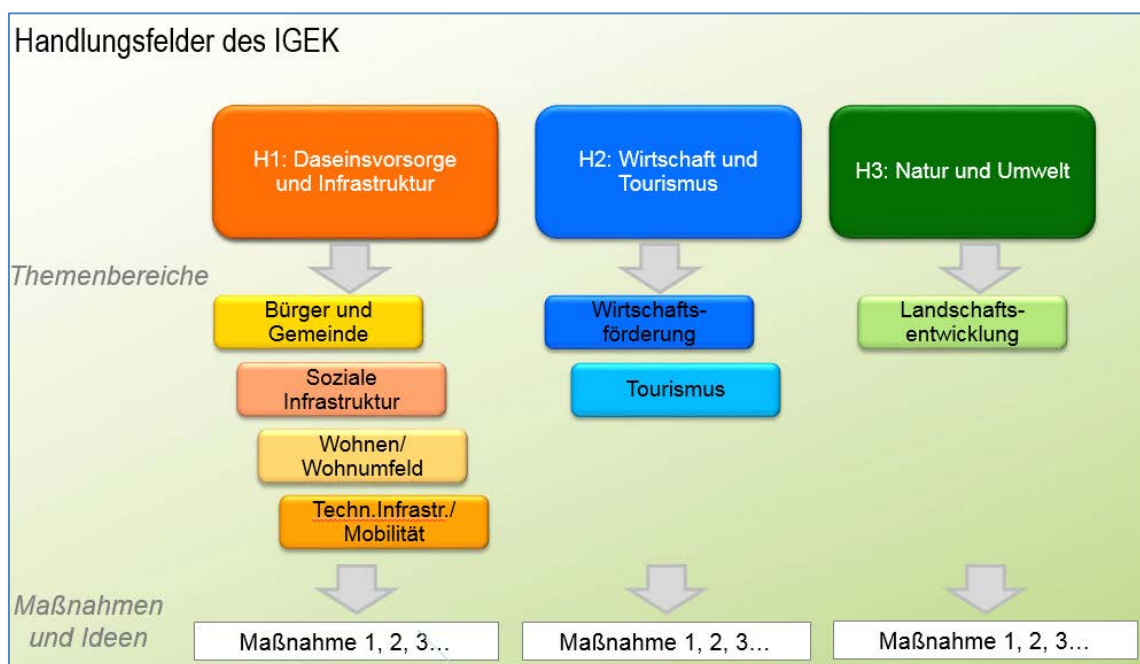 Handlungsfelder des IGEK
H1: Daseinsvorsorge
und Infrastruktur
H2: Wirtschaft und
Tourismus
H3: Natur und Umwelt
Themenbereiche
Bürger und
Gemeinde
Soziale
Infrastruktur
Wohnen/
Wohnumfeld
Techn.Infrastr./
Mobilität
Wirtschafts-
förderung
Tourismus
Landschafts-
entwicklung
Maßnahmen
und Ideen
Maßnahme 1, 2, 3…
Maßnahme 1, 2, 3…
Maßnahme 1, 2, 3…